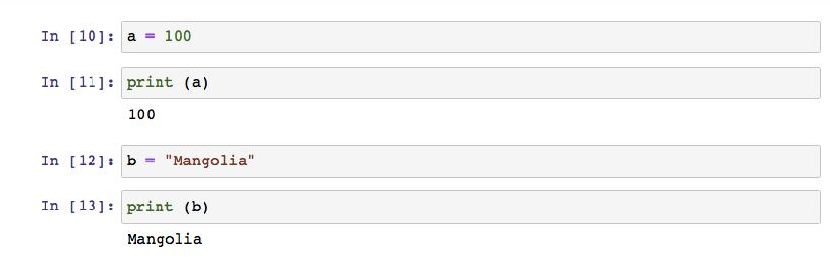 In [10]: a = 100
In [11]: print (a)
100
In [12]: b = "Mangolia"
In [13]: print (b)
Mangolia